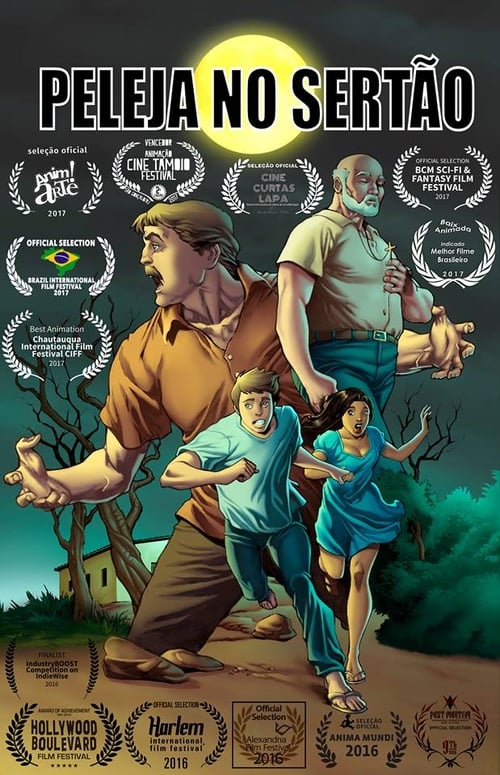 PELEJA NO SERTÃO
seleção oficial
Anim!
arte
2017
VENCEDOR
ANIMAÇÃO
CINE TAMOIO
FESTIVAL
2017
SELEÇÃO OFICIAL
CINE
CURTAS
LAPA
OFFICIAL SELECTION
BCM SCI-FI &
FANTASY FILM
FESTIVAL
2017
OFFICIAL SELECTION
BRAZIL INTERNATIONAL
FILM FESTIVAL
2017
Baix
Animada
Indicado
Melhor Filme
Brasileiro
2017
Best Animation
Chautauqua
International Film
Festival CIFF
2017
FINALIST
IndustryBOOST
Competition on
IndieWise
2016
AWARD OF ACHIEVEMENT
HOLLYWOOD
BOULEVARD
FILM FESTIVAL
OFFICIAL SELECTION
Harlem
international
film festival
2016
Official
Selection
Alexandria
Film Festival
2016
SELEÇÃO
OFICIAL
ANIMA MUNDI
2016
POST MORTEM
OFFICIAL SELECTION